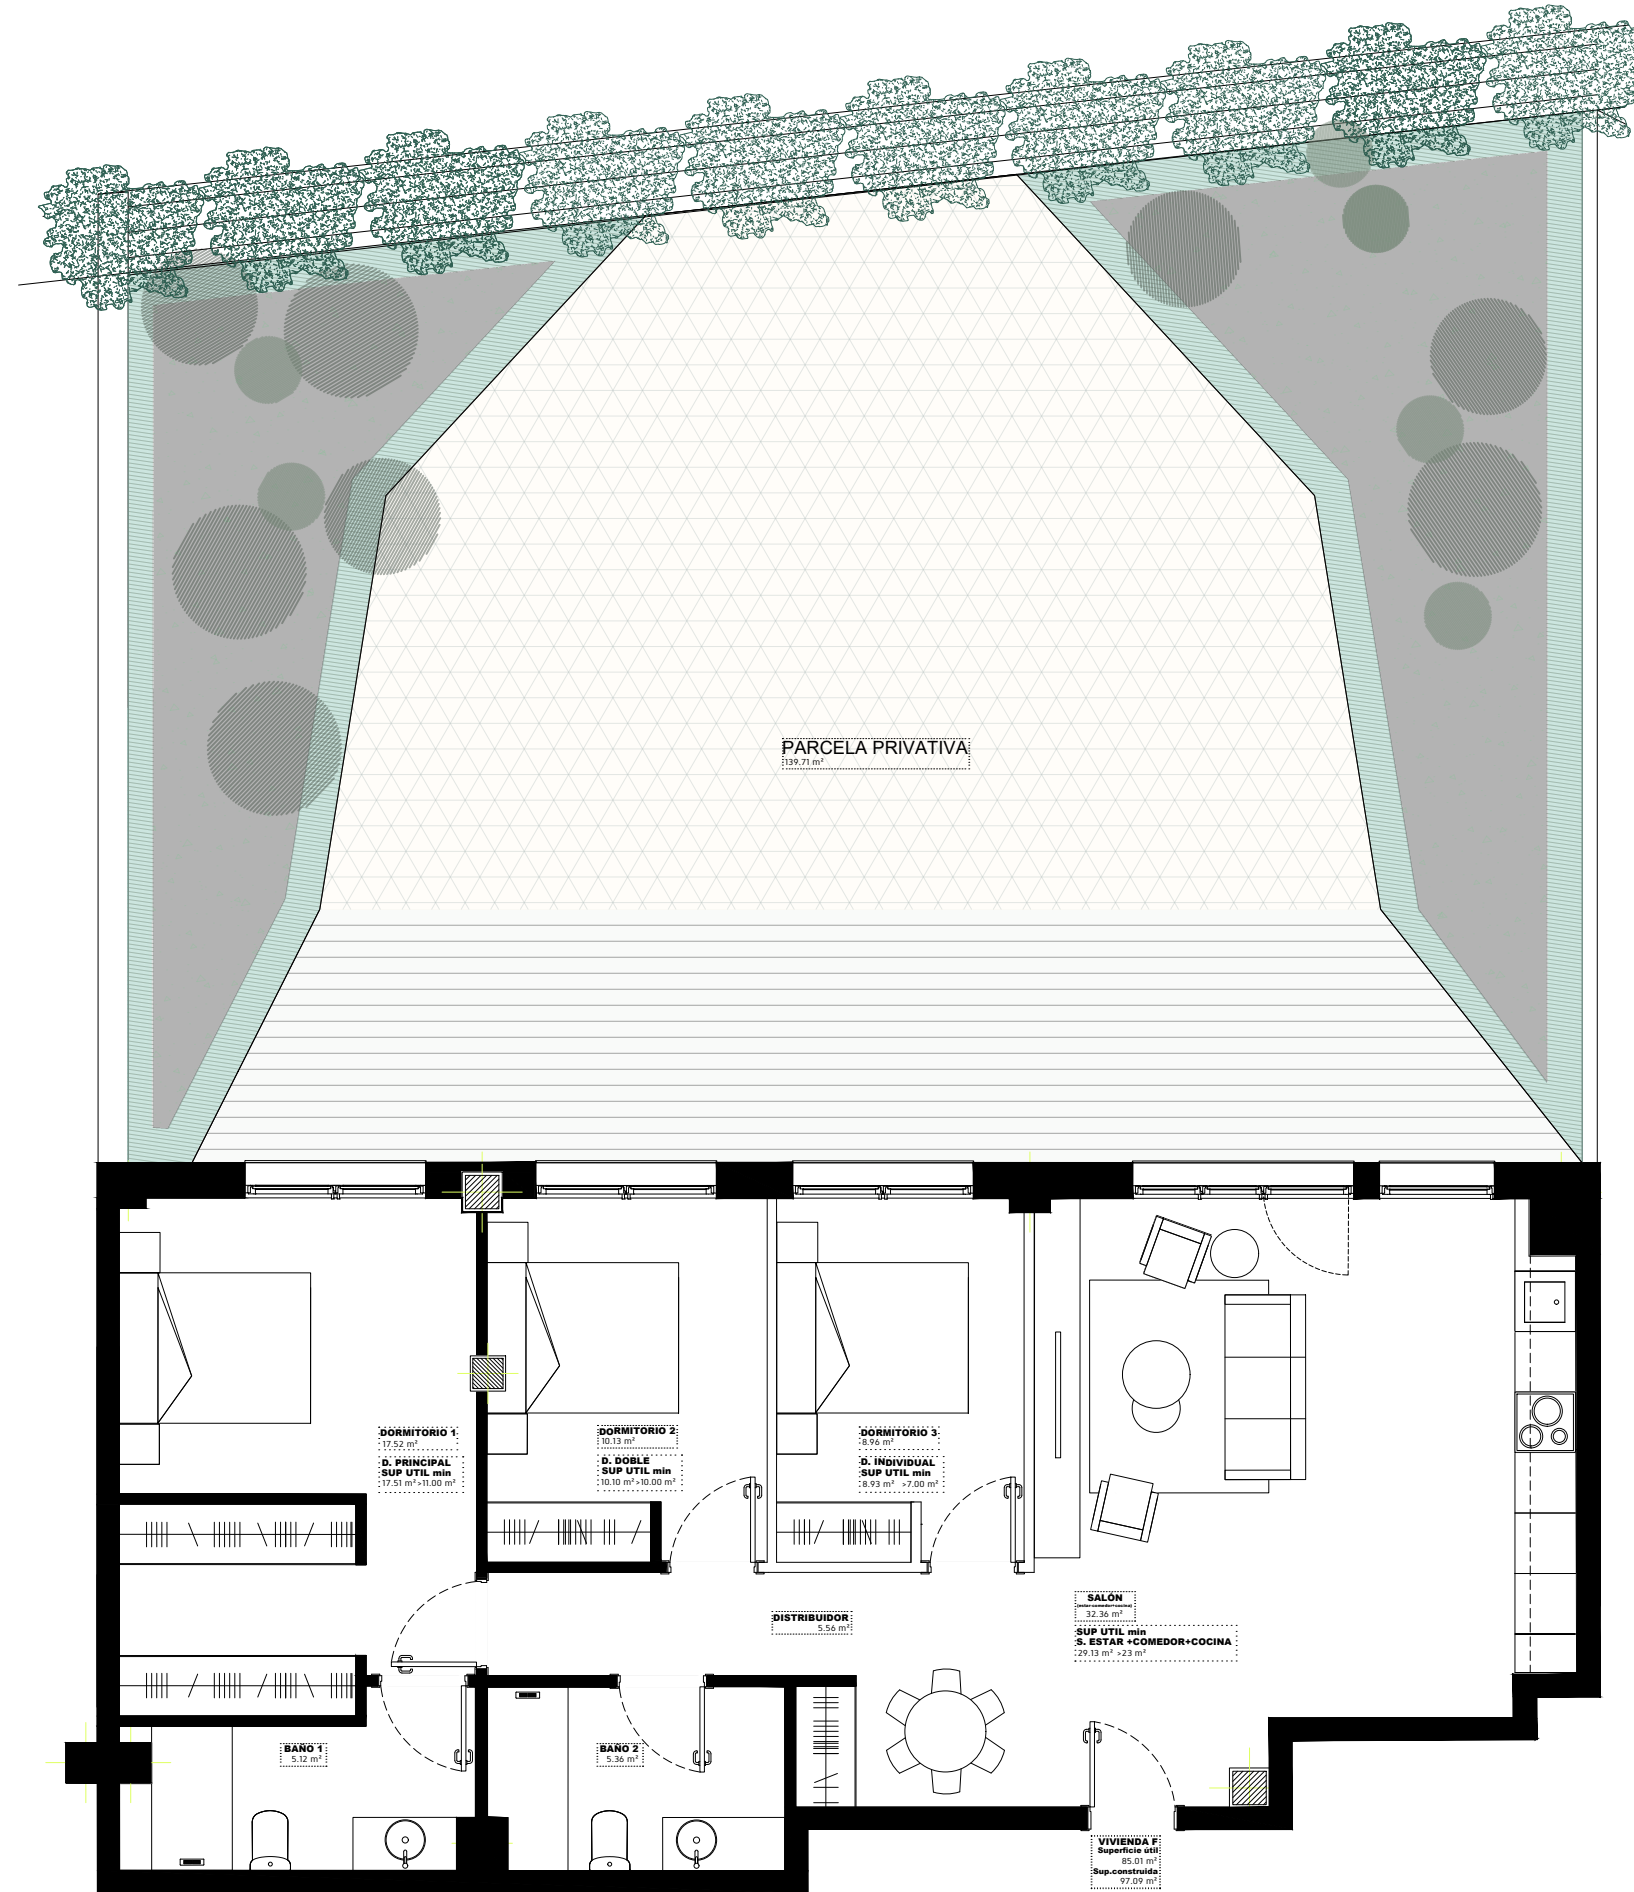 PARCELA PRIVATIVA
139.71 m²
DORMITORIO 1
17.52 m²
D. PRINCIPAL
SUP UTIL min
17.51 m² >11.00 m²
DORMITORIO 2
10.13 m²
D. DOBLE
SUP UTIL min
10.10 m² >10.00 m²
DORMITORIO 3
8.96 m²
D. INDIVIDUAL
SUP UTIL min
8.93 m² >7.00 m²
DISTRIBUIDOR
5.56 m²
SALÓN
(estar+comedor+cocina)
32.36 m²
SUP UTIL min
S. ESTAR +COMEDOR+COCINA
29.13 m² >23 m²
BAÑO 1
5.12 m²
BAÑO 2
5.36 m²
VIVIENDA F
Superficie útil
85.01 m²
Sup.construida
97.09 m²